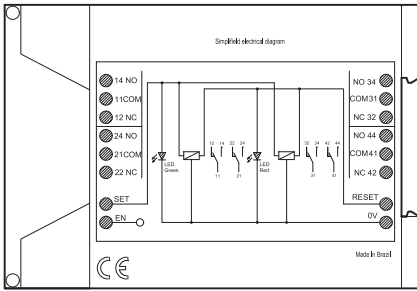 Simplifield electrical diagram
14 NO
11COM
12 NC
24 NO
21COM
22 NC
SET
EN
NO 34
COM31
NC 32
NO 44
COM41
NC 42
RESET
0V
12 14 22 24
11 21
LED
Green
32 34 42 44
31 41
LED
Red
Made In Brazil
CE